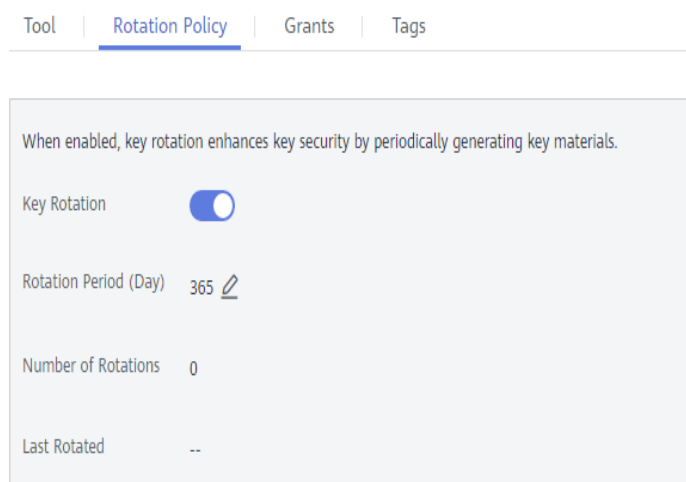 Tool Rotation Policy Grants Tags
When enabled, key rotation enhances key security by periodically generating key materials.
Key Rotation
Rotation Period (Day) 365
Number of Rotations 0
Last Rotated --